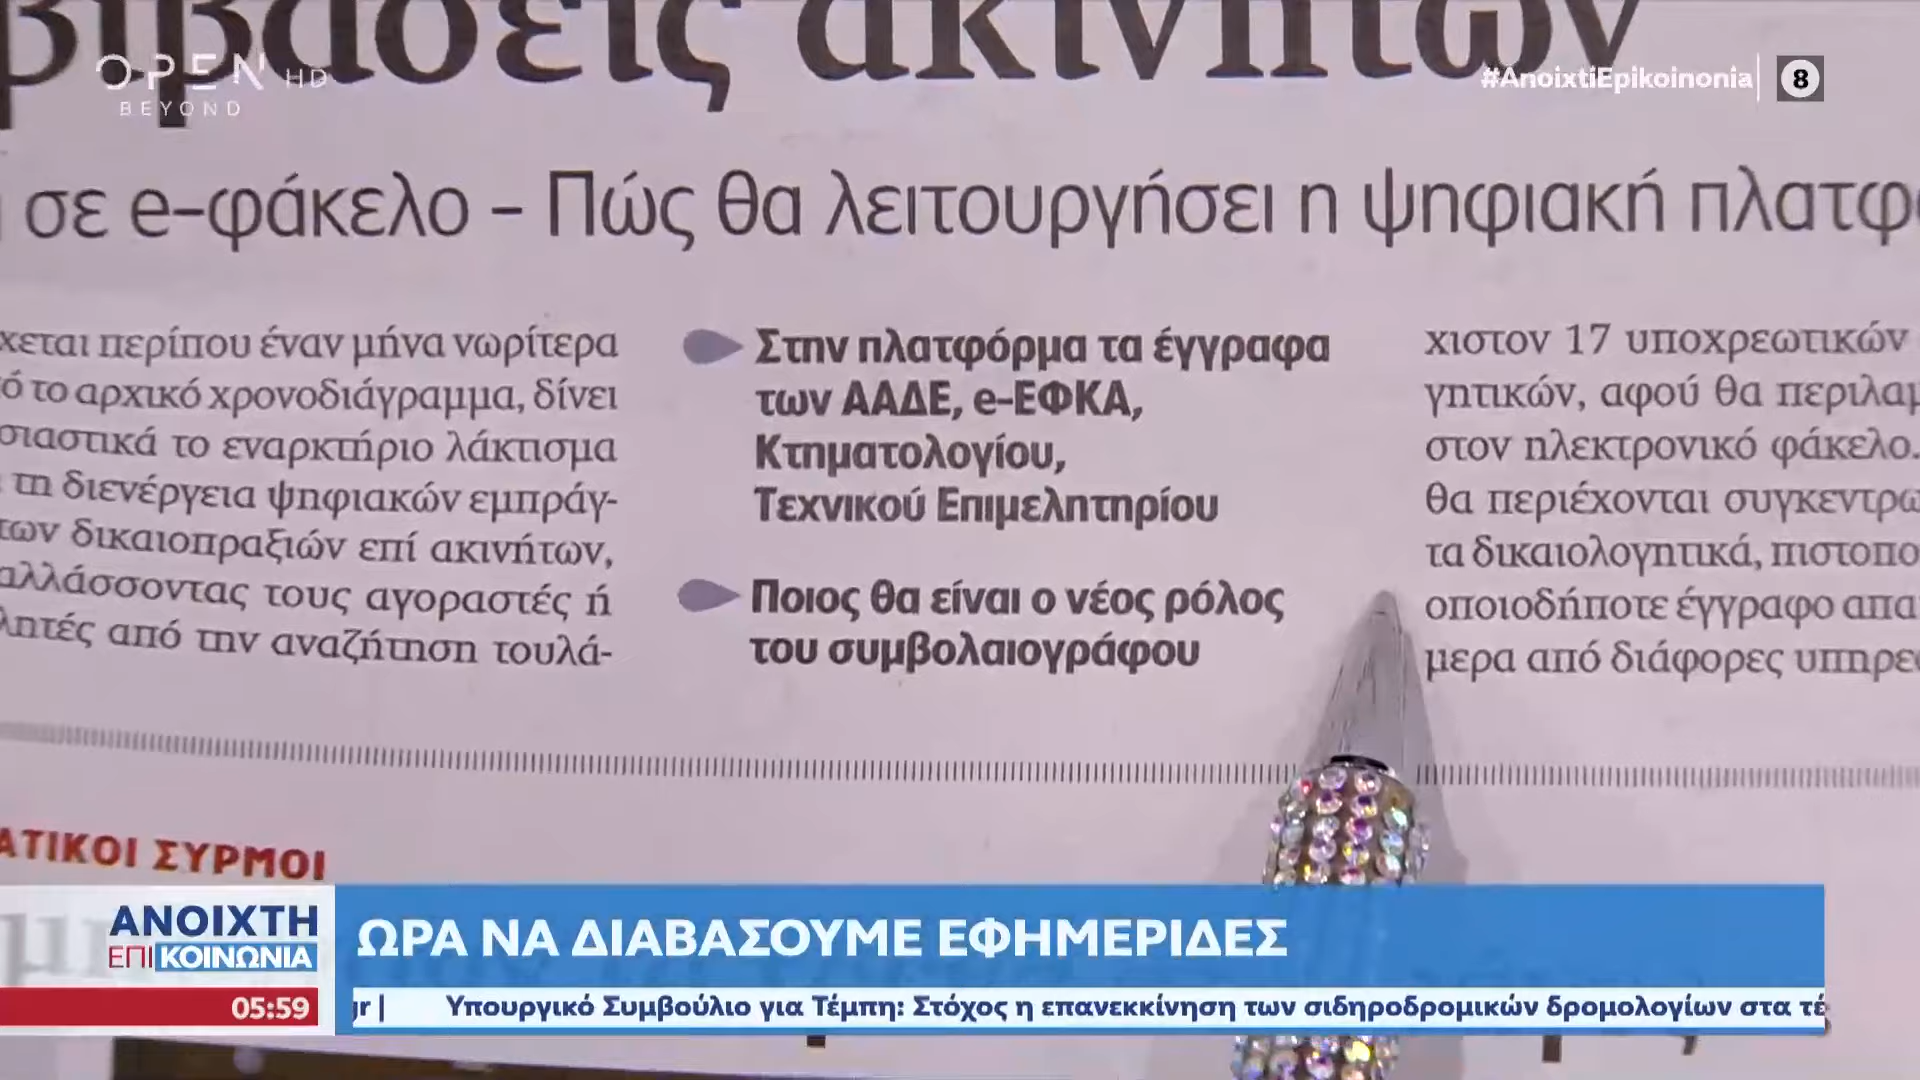 βιβάσεις ακινήτων
OPEN HD
BEYOND
#AnoixtiEpikoinonia
8
σε e-φάκελο – Πώς θα λειτουργήσει η ψηφιακή πλατφ
χεται περίπου έναν μήνα νωρίτερα
ό το αρχικό χρονοδιάγραμμα, δίνει
σιαστικά το εναρκτήριο λάκτισμα
τη διενέργεια ψηφιακών εμπράγ-
των δικαιοπραξιών επί ακινήτων,
αλλάσσοντας τους αγοραστές ή
λητές από την αναζήτηση τουλά-
Στην πλατφόρμα τα έγγραφα
των ΑΑΔΕ, e-ΕΦΚΑ,
Κτηματολογίου,
Τεχνικού Επιμελητηρίου
Ποιος θα είναι ο νέος ρόλος
του συμβολαιογράφου
χιστον 17 υποχρεωτικών
γητικών, αφού θα περιλαμ
στον ηλεκτρονικό φάκελο.
θα περιέχονται συγκεντρω
τα δικαιολογητικά, πιστοπο
οποιοδήποτε έγγραφο απα
μερα από διάφορες υπηρε
ΑΤΙΚΟΙ ΣΥΡΜΟΙ
ΑΝΟΙΧΤΗ
ΕΠΙΚΟΙΝΩΝΙΑ
ΩΡΑ ΝΑ ΔΙΑΒΑΣΟΥΜΕ ΕΦΗΜΕΡΙΔΕΣ
05:59
gr | Υπουργικό Συμβούλιο για Τέμπη: Στόχος η επανεκκίνηση των σιδηροδρομικών δρομολογίων στα τέ